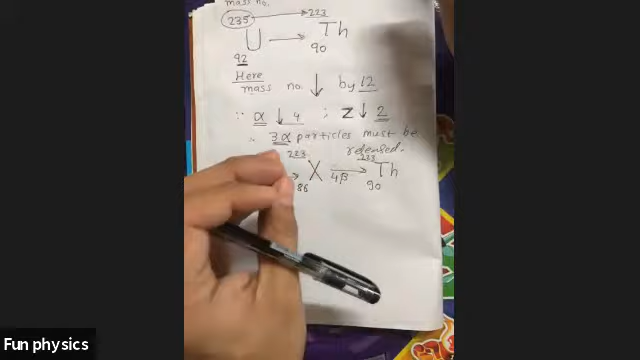 mass no.
235 → 223
U → Th
92 90
Here
mass no. ↓ by 12
∵ α ↓ 4 ; Z ↓ 2
∴ 3α particles must be
released.
223 223
→ X → Th
86 4β 90
Fun physics